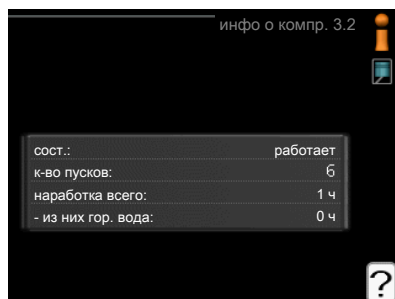 инфо о компр. 3.2
сост.: работает
к-во пусков: 6
наработка всего: 1 ч
- из них гор. вода: 0 ч
?